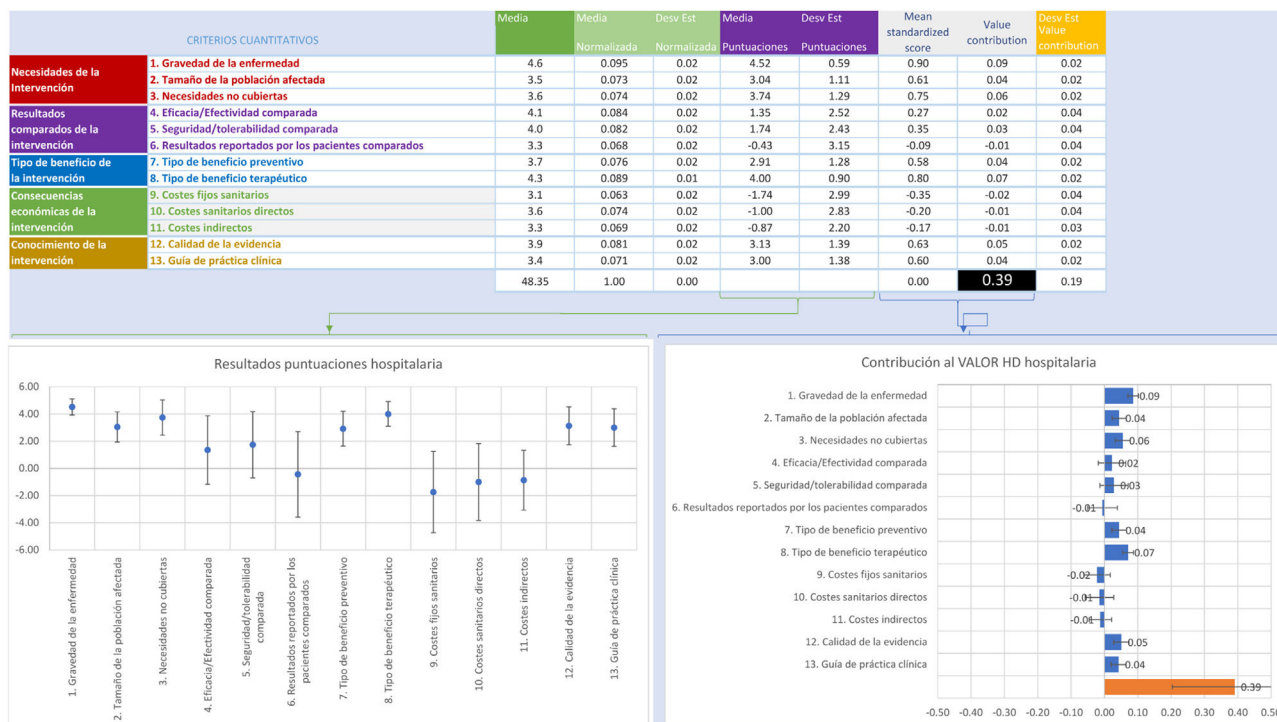 CRITERIOS CUANTITATIVOS
Media
Media Normalizada
Desv Est Normalizada
Media Puntuaciones
Desv Est Puntuaciones
Mean standardized score
Value contribution
Desv Est Value contribution
Necesidades de la Intervención
1. Gravedad de la enfermedad 4.6 0.095 0.02 4.52 0.59 0.90 0.09 0.02
2. Tamaño de la población afectada 3.5 0.073 0.02 3.04 1.11 0.61 0.04 0.02
3. Necesidades no cubiertas 3.6 0.074 0.02 3.74 1.29 0.75 0.06 0.02
Resultados comparados de la intervención
4. Eficacia/Efectividad comparada 4.1 0.084 0.02 1.35 2.52 0.27 0.02 0.04
5. Seguridad/tolerabilidad comparada 4.0 0.082 0.02 1.74 2.43 0.35 0.03 0.04
6. Resultados reportados por los pacientes comparados 3.3 0.068 0.02 -0.43 3.15 -0.09 -0.01 0.04
Tipo de beneficio de la intervención
7. Tipo de beneficio preventivo 3.7 0.076 0.02 2.91 1.28 0.58 0.04 0.02
8. Tipo de beneficio terapéutico 4.3 0.089 0.01 4.00 0.90 0.80 0.07 0.02
Consecuencias económicas de la intervención
9. Costes fijos sanitarios 3.1 0.063 0.02 -1.74 2.99 -0.35 -0.02 0.04
10. Costes sanitarios directos 3.6 0.074 0.02 -1.00 2.83 -0.20 -0.01 0.04
11. Costes indirectos 3.3 0.069 0.02 -0.87 2.20 -0.17 -0.01 0.03
Conocimiento de la intervención
12. Calidad de la evidencia 3.9 0.081 0.02 3.13 1.39 0.63 0.05 0.02
13. Guía de práctica clínica 3.4 0.071 0.02 3.00 1.38 0.60 0.04 0.02
48.35 1.00 0.00 0.00 0.39 0.19
Resultados puntuaciones hospitalaria
6.00
4.00
2.00
0.00
-2.00
-4.00
-6.00
1. Gravedad de la enfermedad
2. Tamaño de la población afectada
3. Necesidades no cubiertas
4. Eficacia/Efectividad comparada
5. Seguridad/tolerabilidad
comparada
6. Resultados reportados por los
pacientes comparados
7. Tipo de beneficio preventivo
8. Tipo de beneficio terapéutico
9. Costes fijos sanitarios
10. Costes sanitarios directos
11. Costes indirectos
12. Calidad de la evidencia
13. Guía de práctica clínica
Contribución al VALOR HD hospitalaria
1. Gravedad de la enfermedad 0.09
2. Tamaño de la población afectada 0.04
3. Necesidades no cubiertas 0.06
4. Eficacia/Efectividad comparada 0.02
5. Seguridad/tolerabilidad comparada 0.03
6. Resultados reportados por los pacientes comparados -0.01
7. Tipo de beneficio preventivo 0.04
8. Tipo de beneficio terapéutico 0.07
9. Costes fijos sanitarios -0.02
10. Costes sanitarios directos -0.01
11. Costes indirectos -0.01
12. Calidad de la evidencia 0.05
13. Guía de práctica clínica 0.04
0.39
-0.50 -0.40 -0.30 -0.20 -0.10 0.00 0.10 0.20 0.30 0.40 0.50